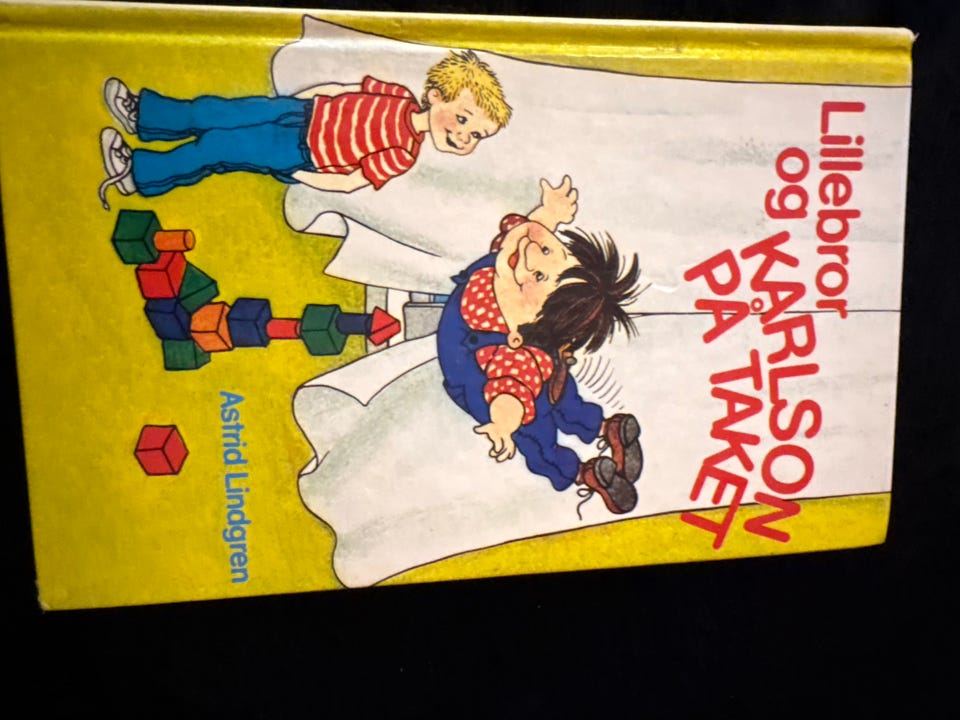 Lillebror
og KARLSON
PÅ TAKET
Astrid Lindgren